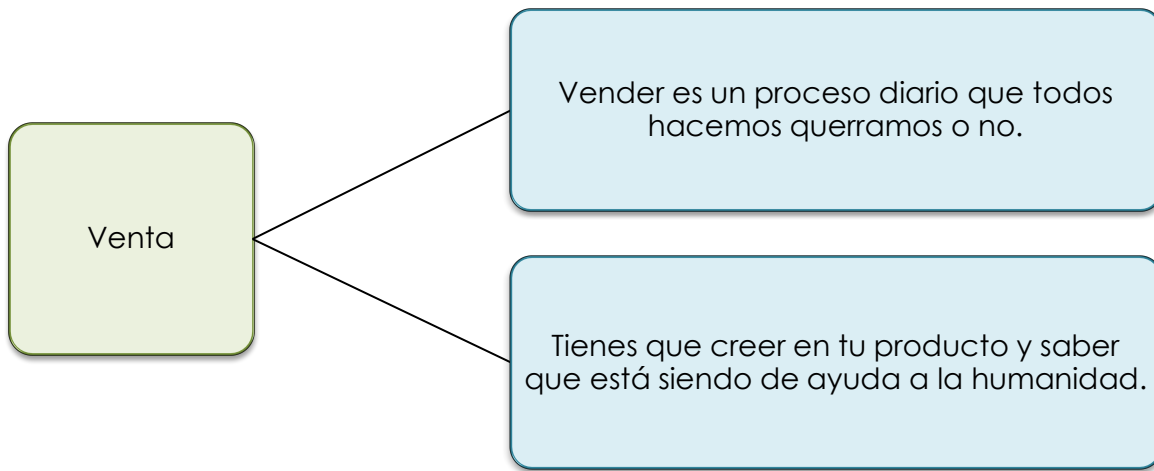 Venta
Vender es un proceso diario que todos
hacemos querramos o no.
Tienes que creer en tu producto y saber
que está siendo de ayuda a la humanidad.